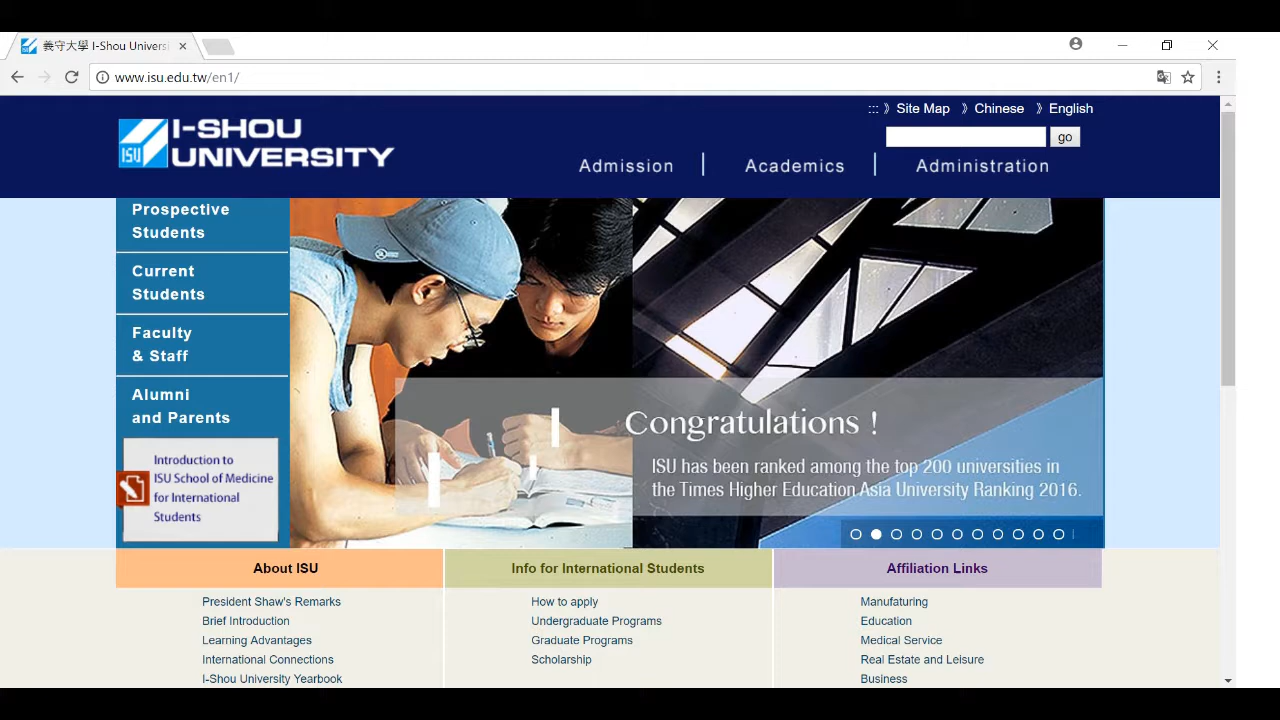 義守大學 I-Shou Universi
www.isu.edu.tw/en1/
::: 》 Site Map 》 Chinese 》 English
ISU
I-SHOU
UNIVERSITY
go
Admission
Academics
Administration
Prospective
Students
Current
Students
Faculty
& Staff
Alumni
and Parents
Introduction to
ISU School of Medicine
for International
Students
Congratulations !
ISU has been ranked among the top 200 universities in
the Times Higher Education Asia University Ranking 2016.
About ISU
President Shaw's Remarks
Brief Introduction
Learning Advantages
International Connections
I-Shou University Yearbook
Info for International Students
How to apply
Undergraduate Programs
Graduate Programs
Scholarship
Affiliation Links
Manufaturing
Education
Medical Service
Real Estate and Leisure
Business